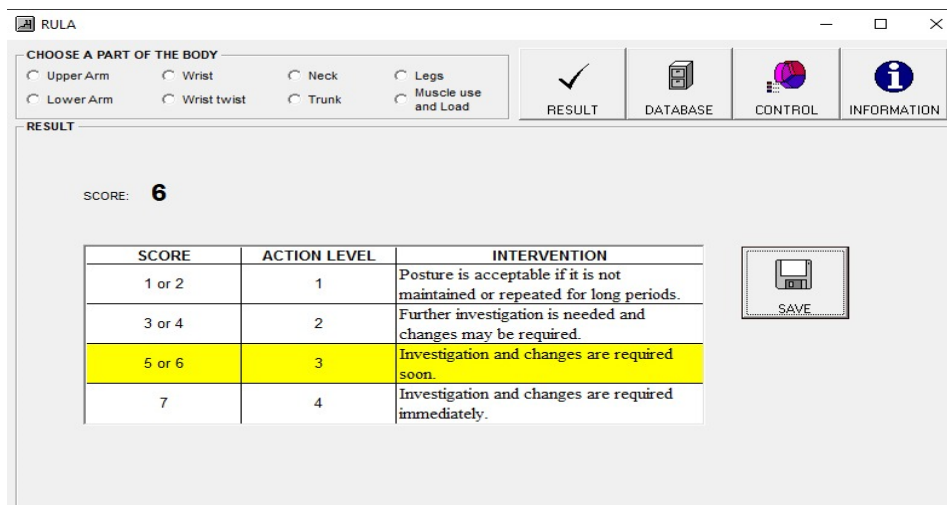 RULA
CHOOSE A PART OF THE BODY
Upper Arm Wrist Neck Legs
Lower Arm Wrist twist Trunk Muscle use and Load
RESULT DATABASE CONTROL INFORMATION
RESULT
SCORE: 6
SCORE ACTION LEVEL INTERVENTION
1 or 2 1 Posture is acceptable if it is not
maintained or repeated for long periods.
3 or 4 2 Further investigation is needed and
changes may be required.
5 or 6 3 Investigation and changes are required
soon.
7 4 Investigation and changes are required
immediately.
SAVE